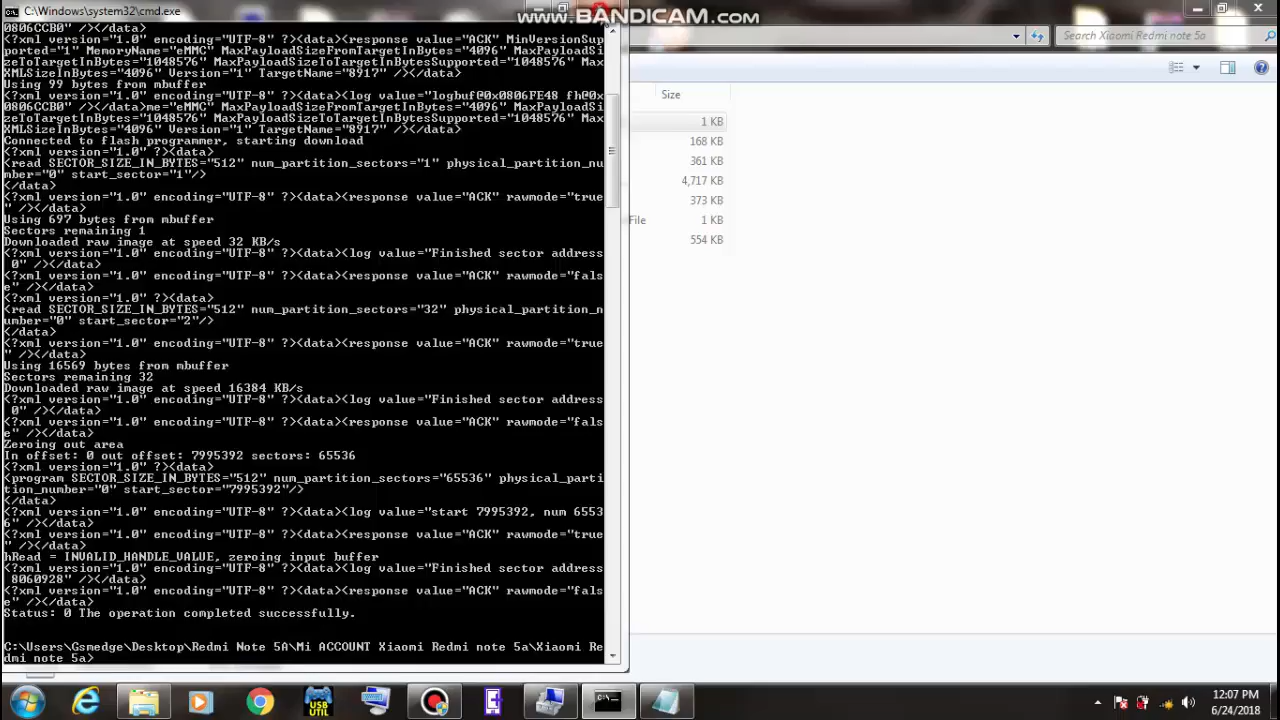 C:\Windows\system32\cmd.exe
WWW.BANDICAM.COM
0806CCB0" /></data>
<?xml version="1.0" encoding="UTF-8" ?><data><response value="ACK" MinVersionSup
ported="1" MemoryName="eMMC" MaxPayloadSizeFromTargetInBytes="4096" MaxPayloadSi
zeToTargetInBytes="1048576" MaxPayloadSizeToTargetInBytesSupported="1048576" Max
XMLSizeInBytes="4096" Version="1" TargetName="8917" /></data>
Using 99 bytes from mbuffer
<?xml version="1.0" encoding="UTF-8" ?><data><log value="logbuf@0x0806FE48 fh@0x
0806CCB0" /></data>me="eMMC" MaxPayloadSizeFromTargetInBytes="4096" MaxPayloadSi
zeToTargetInBytes="1048576" MaxPayloadSizeToTargetInBytesSupported="1048576" Max
XMLSizeInBytes="4096" Version="1" TargetName="8917" /></data>
Connected to flash programmer, starting download
<?xml version="1.0" ?><data>
<read SECTOR_SIZE_IN_BYTES="512" num_partition_sectors="1" physical_partition_nu
mber="0" start_sector="1"/>
</data>
<?xml version="1.0" encoding="UTF-8" ?><data><response value="ACK" rawmode="true
" /></data>
Using 697 bytes from mbuffer
Sectors remaining 1
Downloaded raw image at speed 32 KB/s
<?xml version="1.0" encoding="UTF-8" ?><data><log value="Finished sector address
 0" /></data>
<?xml version="1.0" encoding="UTF-8" ?><data><response value="ACK" rawmode="fals
e" /></data>
<?xml version="1.0" ?><data>
<read SECTOR_SIZE_IN_BYTES="512" num_partition_sectors="32" physical_partition_n
umber="0" start_sector="2"/>
</data>
<?xml version="1.0" encoding="UTF-8" ?><data><response value="ACK" rawmode="true
" /></data>
Using 16569 bytes from mbuffer
Sectors remaining 32
Downloaded raw image at speed 16384 KB/s
<?xml version="1.0" encoding="UTF-8" ?><data><log value="Finished sector address
 0" /></data>
<?xml version="1.0" encoding="UTF-8" ?><data><response value="ACK" rawmode="fals
e" /></data>
Zeroing out area
In offset: 0 out offset: 7995392 sectors: 65536
<?xml version="1.0" ?><data>
<program SECTOR_SIZE_IN_BYTES="512" num_partition_sectors="65536" physical_parti
tion_number="0" start_sector="7995392"/>
</data>
<?xml version="1.0" encoding="UTF-8" ?><data><log value="start 7995392, num 6553
6" /></data>
<?xml version="1.0" encoding="UTF-8" ?><data><response value="ACK" rawmode="true
" /></data>
hRead = INVALID_HANDLE_VALUE, zeroing input buffer
<?xml version="1.0" encoding="UTF-8" ?><data><log value="Finished sector address
 8060928" /></data>
<?xml version="1.0" encoding="UTF-8" ?><data><response value="ACK" rawmode="fals
e" /></data>
Status: 0 The operation completed successfully.
C:\Users\Gsmedge\Desktop\Redmi Note 5A\Mi ACCOUNT Xiaomi Redmi note 5a\Xiaomi Re
dmi note 5a>
Search Xiaomi Redmi note 5a
Size
1 KB
168 KB
361 KB
4,717 KB
373 KB
File 1 KB
554 KB
USB
UTIL
12:07 PM
6/24/2018